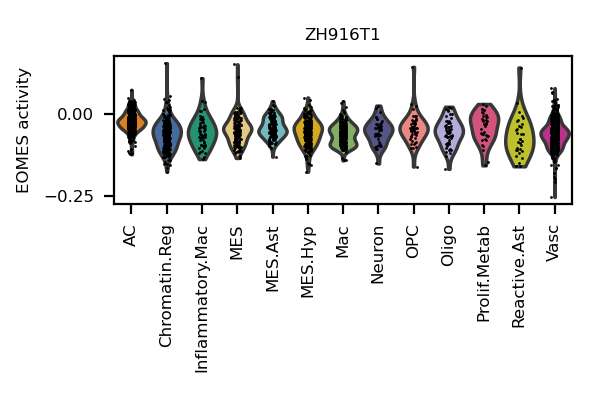 ZH916T1
EOMES activity
0.00
−0.25
AC
Chromatin.Reg
Inflammatory.Mac
MES
MES.Ast
MES.Hyp
Mac
Neuron
OPC
Oligo
Prolif.Metab
Reactive.Ast
Vasc